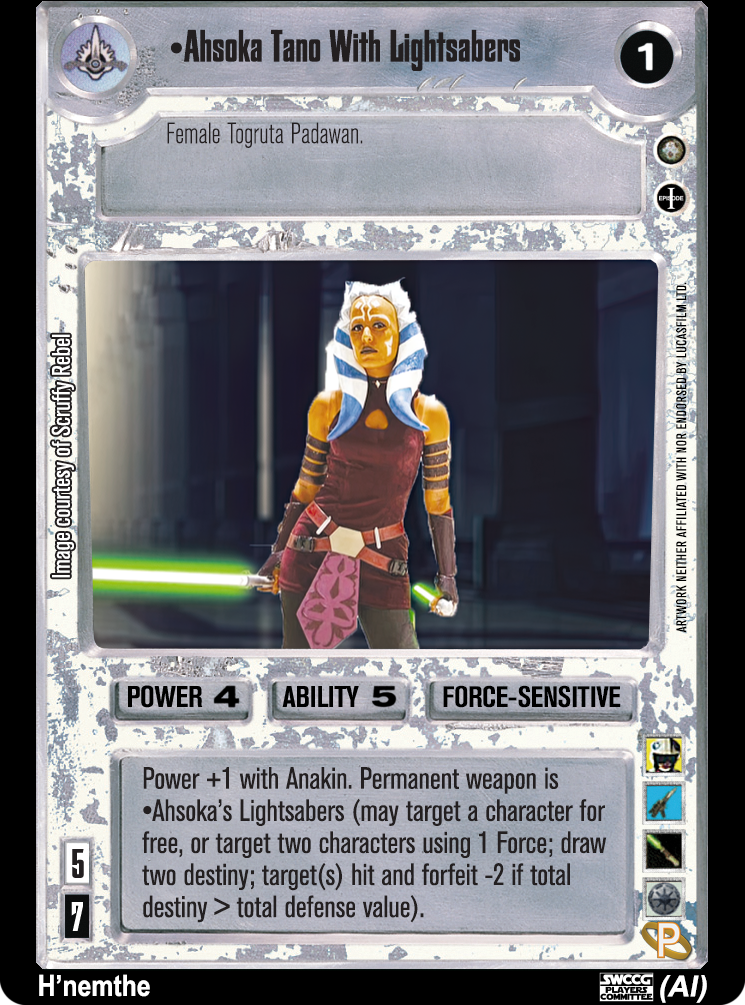 •Ahsoka Tano With Lightsabers
1
Female Togruta Padawan.
EPISODE I
Image courtesy of Scruffy Rebel
ARTWORK NEITHER AFFILIATED WITH NOR ENDORSED BY LUCASFILM LTD.
POWER 4
ABILITY 5
FORCE-SENSITIVE
Power +1 with Anakin. Permanent weapon is
•Ahsoka's Lightsabers (may target a character for
free, or target two characters using 1 Force; draw
two destiny; target(s) hit and forfeit -2 if total
destiny > total defense value).
5
7
P
H'nemthe
SWCCG
PLAYERS
COMMITTEE
(AI)